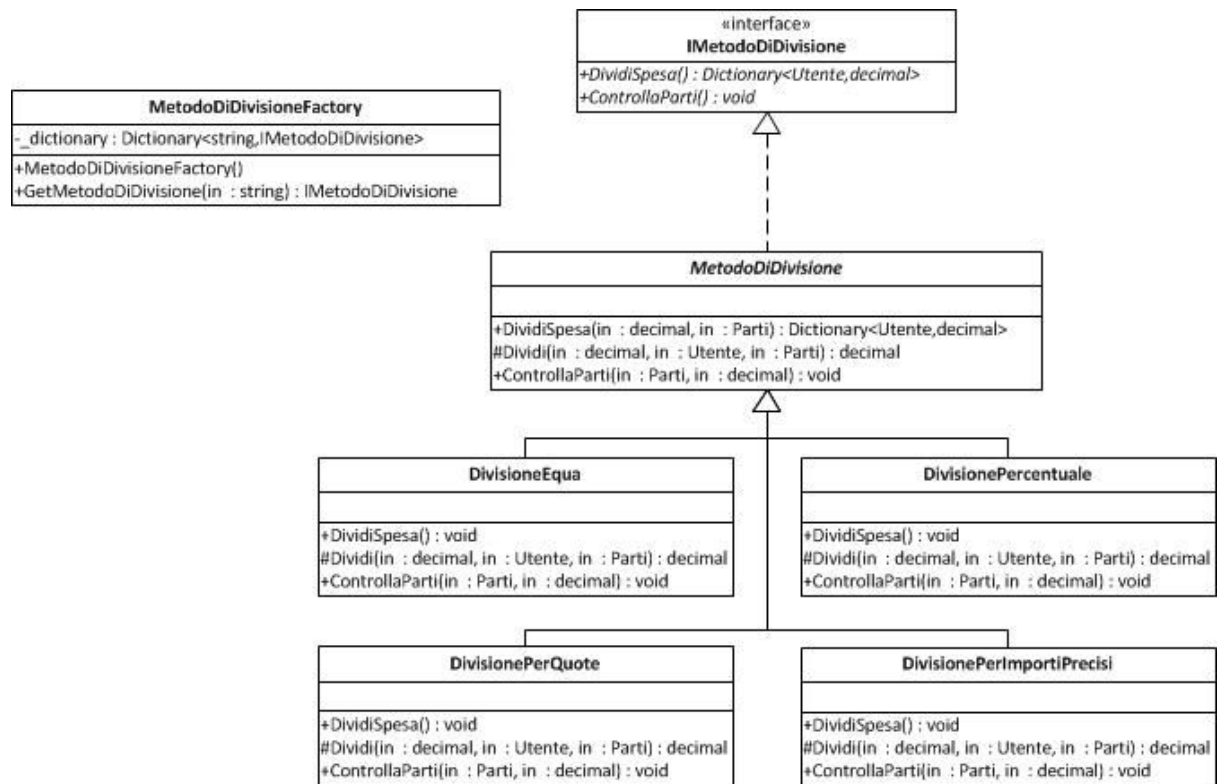 «interface»
IMetodoDiDivisione
+DividiSpesa() : Dictionary<Utente,decimal>
+ControllaParti() : void
MetodoDiDivisioneFactory
-_dictionary : Dictionary<string,IMetodoDiDivisione>
+MetodoDiDivisioneFactory()
+GetMetodoDiDivisione(in : string) : IMetodoDiDivisione
MetodoDiDivisione
+DividiSpesa(in : decimal, in : Parti) : Dictionary<Utente,decimal>
#Dividi(in : decimal, in : Utente, in : Parti) : decimal
+ControllaParti(in : Parti, in : decimal) : void
DivisioneEqua
+DividiSpesa() : void
#Dividi(in : decimal, in : Utente, in : Parti) : decimal
+ControllaParti(in : Parti, in : decimal) : void
DivisionePercentuale
+DividiSpesa() : void
#Dividi(in : decimal, in : Utente, in : Parti) : decimal
+ControllaParti(in : Parti, in : decimal) : void
DivisionePerQuote
+DividiSpesa() : void
#Dividi(in : decimal, in : Utente, in : Parti) : decimal
+ControllaParti(in : Parti, in : decimal) : void
DivisionePerImportiPrecisi
+DividiSpesa() : void
#Dividi(in : decimal, in : Utente, in : Parti) : decimal
+ControllaParti(in : Parti, in : decimal) : void